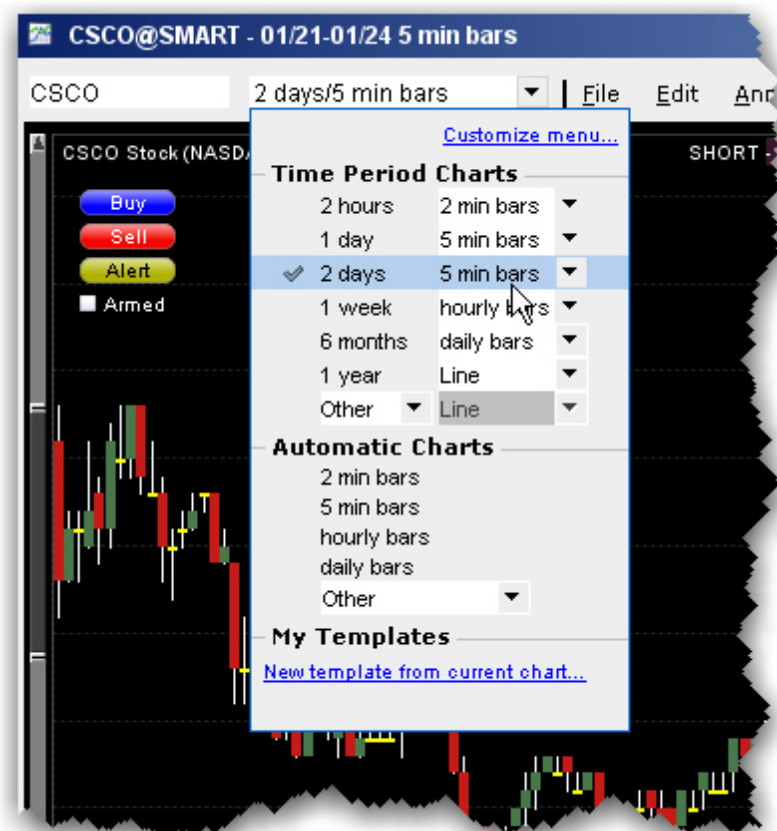 CSCO@SMART - 01/21-01/24 5 min bars
CSCO 2 days/5 min bars File Edit
Customize menu...
CSCO Stock SHORT
Time Period Charts
Buy 2 hours 2 min bars
Sell 1 day 5 min bars
Alert 2 days 5 min bars
Armed 1 week hourly bars
6 months daily bars
1 year Line
Other Line
Automatic Charts
2 min bars
5 min bars
hourly bars
daily bars
Other
My Templates
New template from current chart...